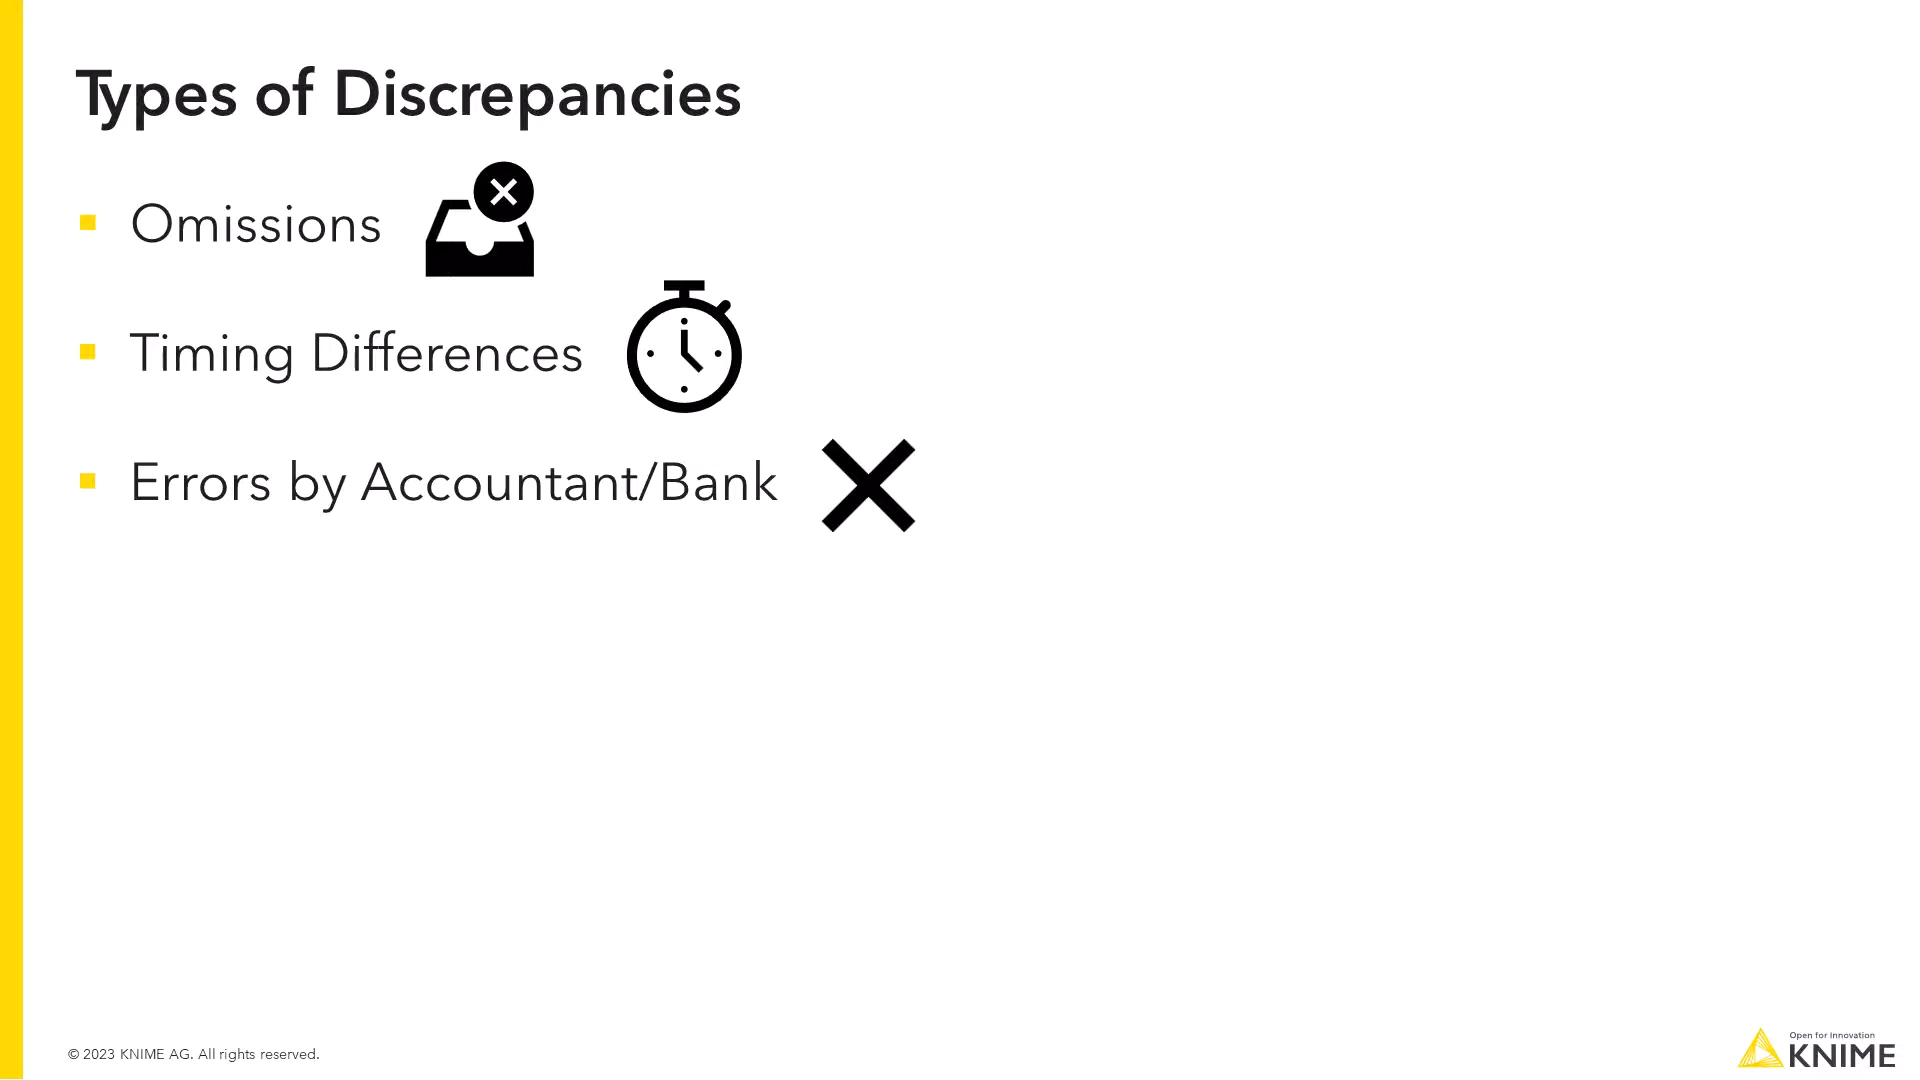 Types of Discrepancies
Omissions
Timing Differences
Errors by Accountant/Bank
© 2023 KNIME AG. All rights reserved.
Open for Innovation
KNIME